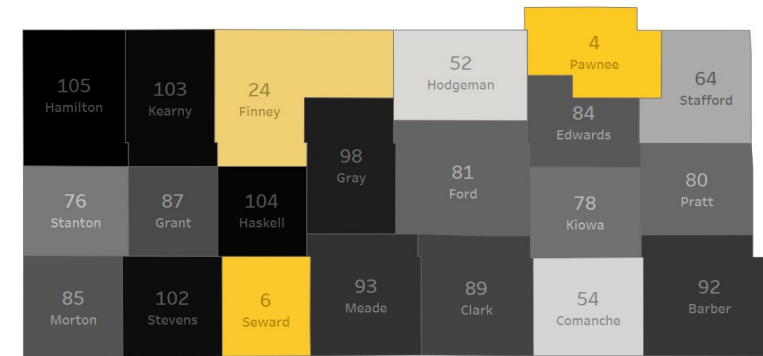 105
Hamilton
103
Kearny
24
Finney
52
Hodgeman
4
Pawnee
64
Stafford
84
Edwards
98
Gray
81
Ford
80
Pratt
76
Stanton
87
Grant
104
Haskell
78
Kiowa
85
Morton
102
Stevens
6
Seward
93
Meade
89
Clark
54
Comanche
92
Barber